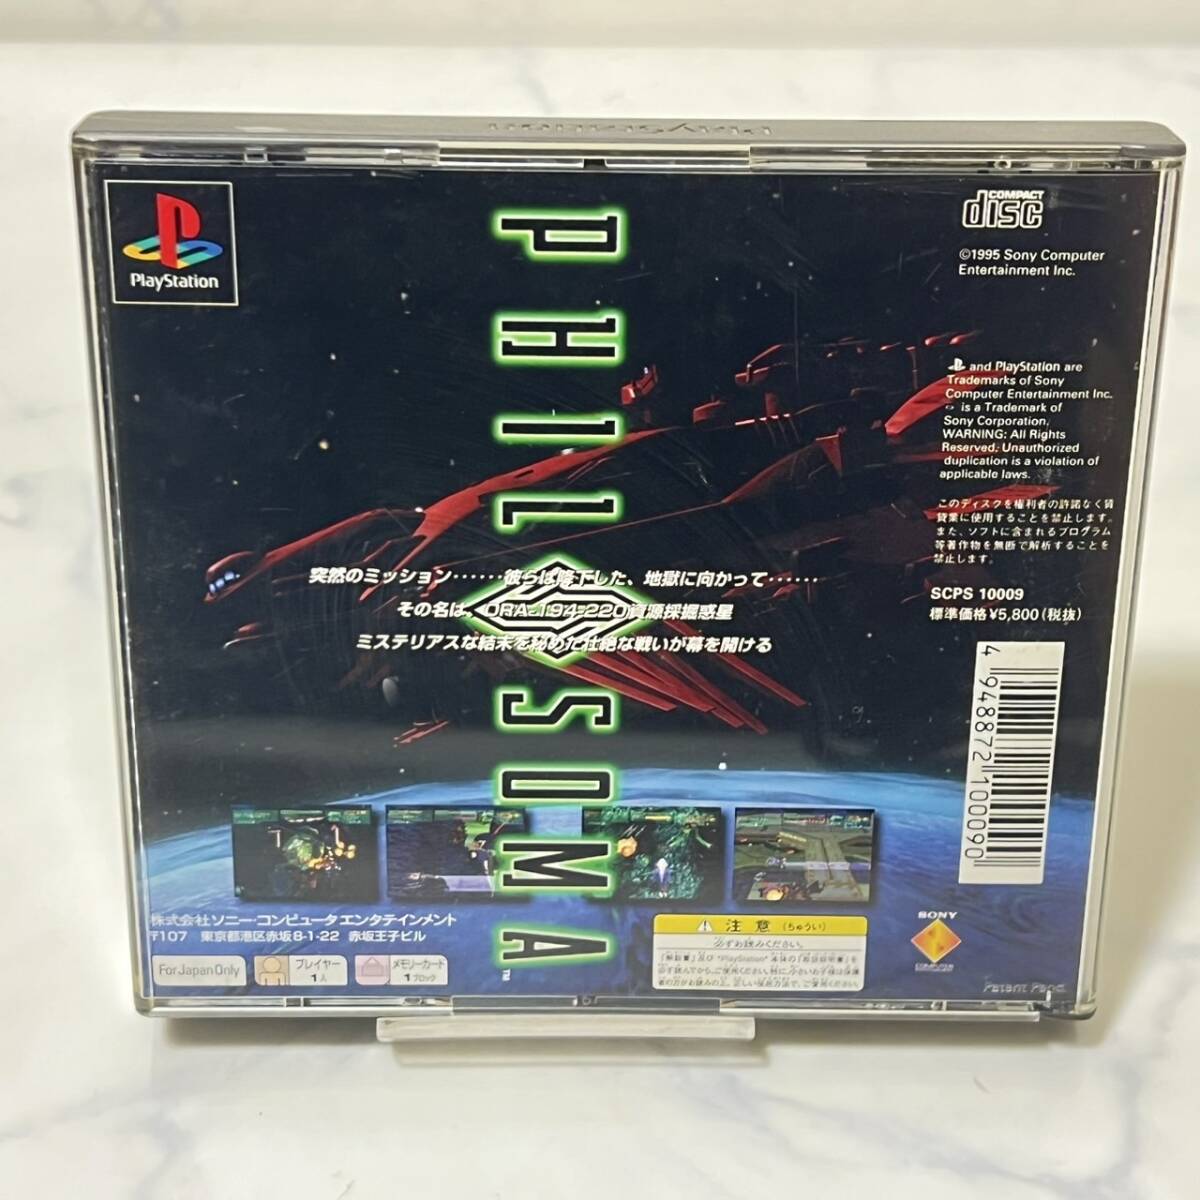 PlayStation
PlayStation
PHILOSOMA
TM
COMPACT
disc
©1995 Sony Computer
Entertainment Inc.
and PlayStation are
Trademarks of Sony
Computer Entertainment Inc.
is a Trademark of
Sony Corporation.
WARNING: All Rights
Reserved. Unauthorized
duplication is a violation of
applicable laws.
このディスクを権利者の許諾なく賃
貸業に使用することを禁止します。
また、ソフトに含まれるプログラム
等著作物を無断で解析することを
禁止します。
SCPS 10009
標準価格¥5,800(税抜)
4 948872 100090
突然のミッション……彼らは降下した、地獄に向かって……
その名は、ORA-194-220資源採掘惑星
ミステリアスな結末を秘めた壮絶な戦いが幕を開ける
株式会社ソニー・コンピュータエンタテインメント
〒107 東京都港区赤坂8-1-22 赤坂王子ビル
For Japan Only
プレイヤー
1人
メモリーカード
1ブロック
注意(ちゅうい)
必ずお読みください。
SONY
COMPUTER
Patent Pend.